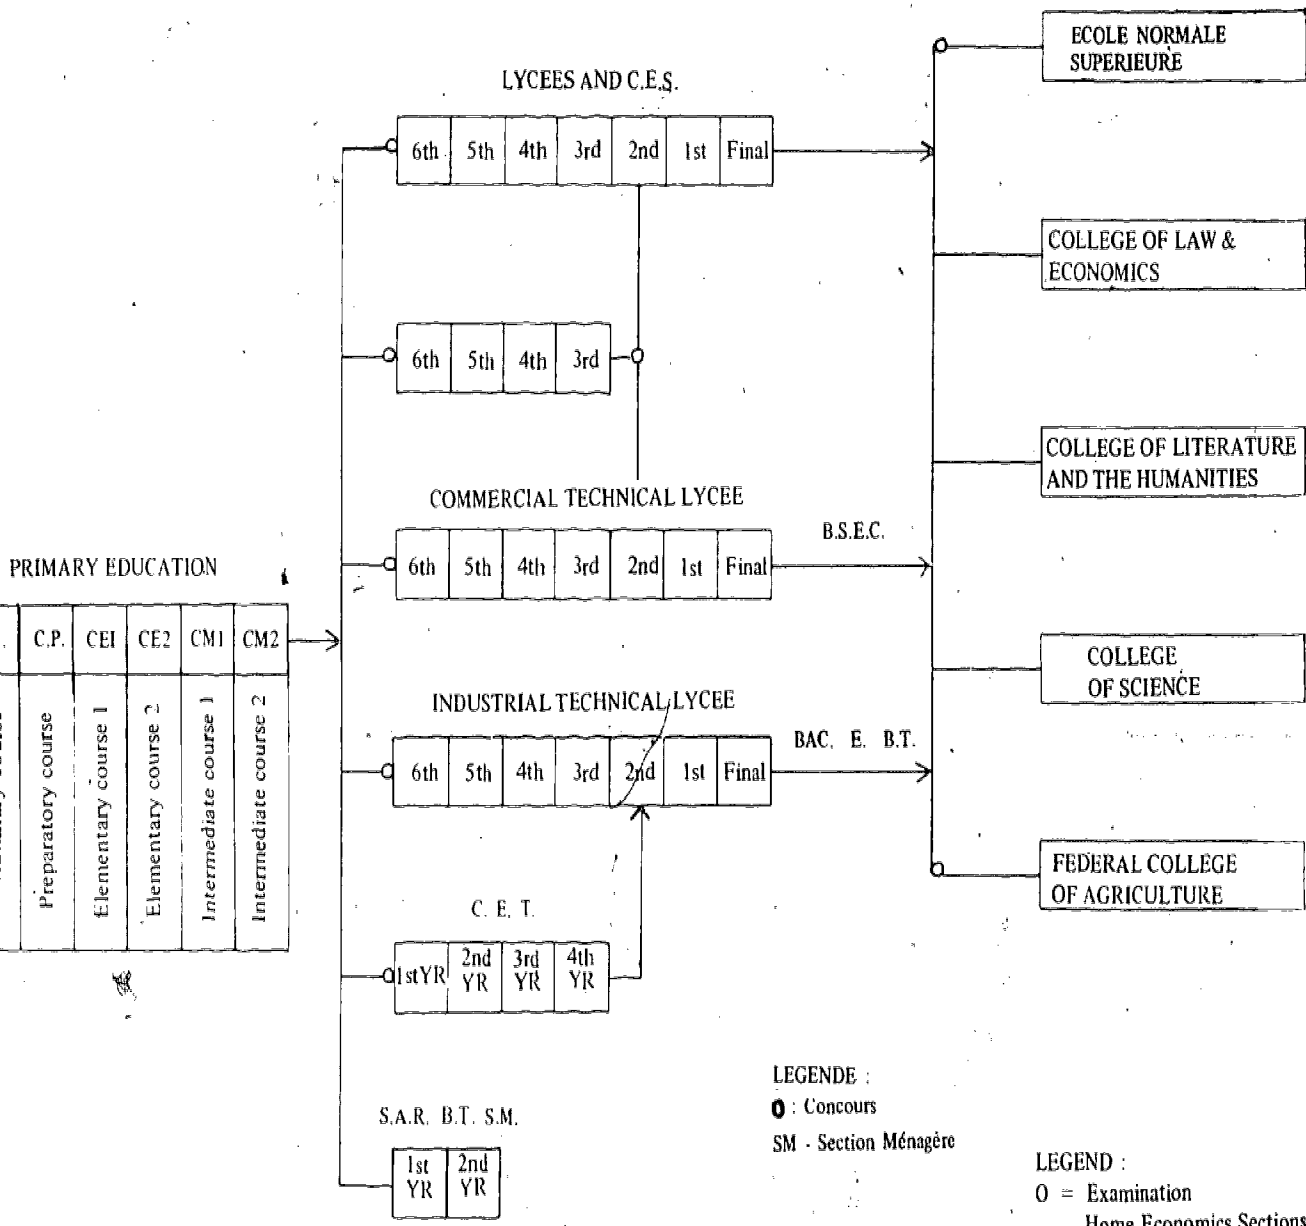 LYCEES AND C.E.S.
6th 5th 4th 3rd 2nd 1st Final
6th 5th 4th 3rd
COMMERCIAL TECHNICAL LYCEE
6th 5th 4th 3rd 2nd 1st Final
B.S.E.C.
PRIMARY EDUCATION
C.P. CE1 CE2 CM1 CM2
Preparatory course
Elementary course 1
Elementary course 2
Intermediate course 1
Intermediate course 2
INDUSTRIAL TECHNICAL LYCEE
6th 5th 4th 3rd 2nd 1st Final
BAC. E. B.T.
C. E. T.
1st YR 2nd YR 3rd YR 4th YR
S.A.R. B.T. S.M.
1st YR 2nd YR
ECOLE NORMALE
SUPERIEURE
COLLEGE OF LAW &
ECONOMICS
COLLEGE OF LITERATURE
AND THE HUMANITIES
COLLEGE
OF SCIENCE
FEDERAL COLLEGE
OF AGRICULTURE
LEGENDE :
O : Concours
SM - Section Ménagère
LEGEND :
O = Examination
Home Economics Sections